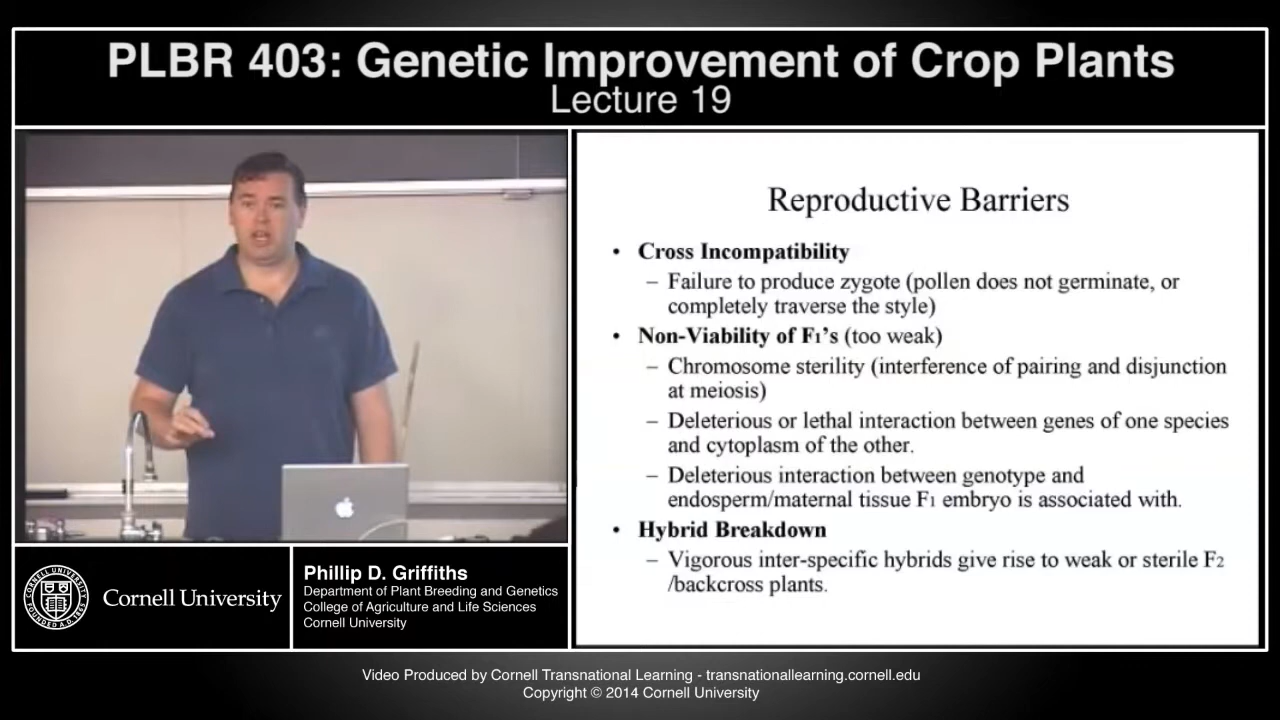 PLBR 403: Genetic Improvement of Crop Plants
Lecture 19
Reproductive Barriers
• Cross Incompatibility
– Failure to produce zygote (pollen does not germinate, or
completely traverse the style)
• Non-Viability of F1's (too weak)
– Chromosome sterility (interference of pairing and disjunction
at meiosis)
– Deleterious or lethal interaction between genes of one species
and cytoplasm of the other.
– Deleterious interaction between genotype and
endosperm/maternal tissue F1 embryo is associated with.
• Hybrid Breakdown
– Vigorous inter-specific hybrids give rise to weak or sterile F2
/backcross plants.
CORNELL UNIVERSITY
FOUNDED A.D. 1865
Cornell University
Phillip D. Griffiths
Department of Plant Breeding and Genetics
College of Agriculture and Life Sciences
Cornell University
Video Produced by Cornell Transnational Learning - transnationallearning.cornell.edu
Copyright © 2014 Cornell University